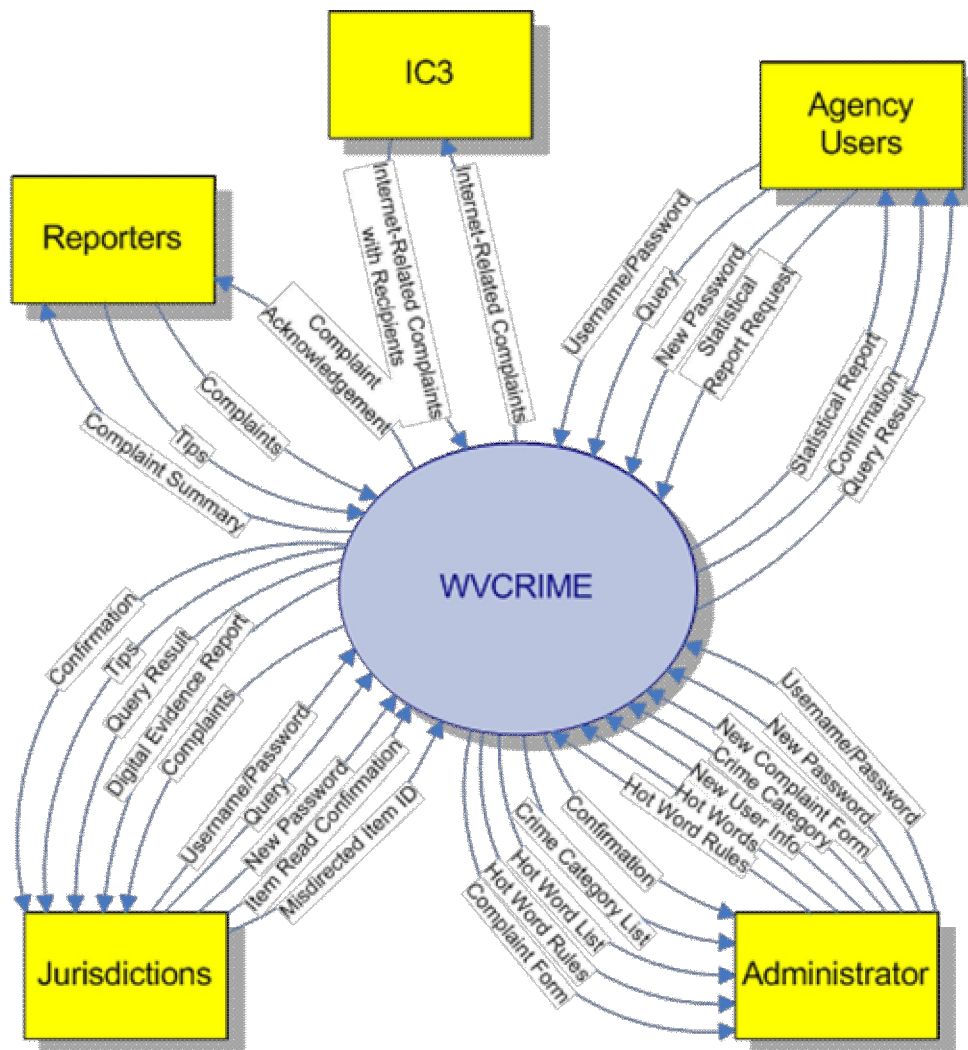 IC3
Agency
Users
Reporters
Internet-Related Complaints
with Recipients
Internet-Related Complaints
Complaint
Acknowledgement
Complaints
Tips
Complaint Summary
Username/Password
Query
New Password
Statistical
Report Request
Statistical Report
Confirmation
Query Result
WVCRIME
Confirmation
Tips
Query Result
Digital Evidence Report
Complaints
Username/Password
Query
New Password
Item Read Confirmation
Misdirected Item ID
Confirmation
Crime Category List
Hot Word List
Hot Word Rules
Complaint Form
Username/Password
New Password
New Complaint Form
Crime Category
New User Info
Hot Words
Hot Word Rules
Jurisdictions
Administrator